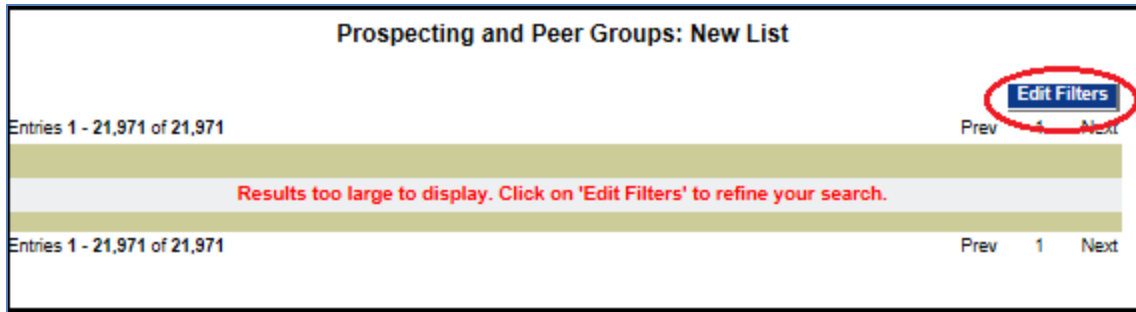 Prospecting and Peer Groups: New List
Edit Filters
Entries 1 - 21,971 of 21,971 Prev 1 Next
Results too large to display. Click on 'Edit Filters' to refine your search.
Entries 1 - 21,971 of 21,971 Prev 1 Next